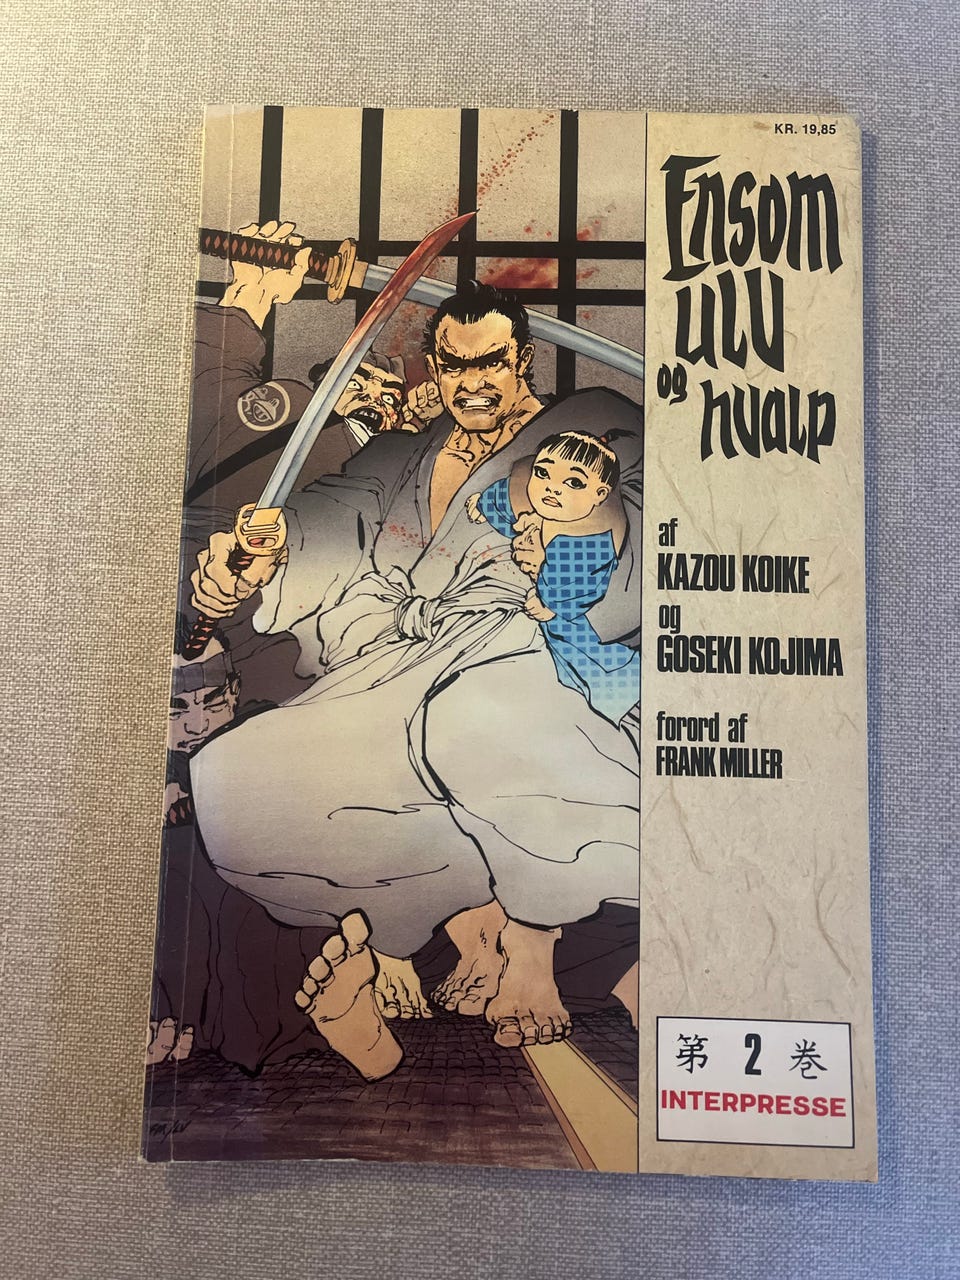 KR. 19,85
Ensom
ulv
og
hvalp
af
KAZOU KOIKE
og
GOSEKI KOJIMA
forord af
FRANK MILLER
第 2 巻
INTERPRESSE